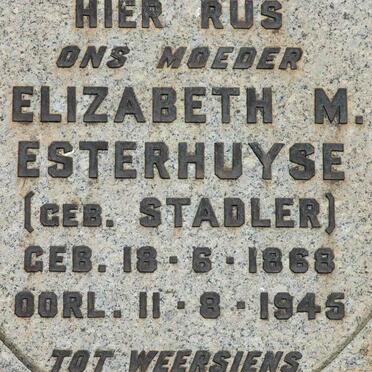 HIER RUS
ONS MOEDER
ELIZABETH M.
ESTERHUYSE
(GEB. STADLER)
GEB. 18·6·1868
OORL. 11·8·1945
TOT WEERSIENS